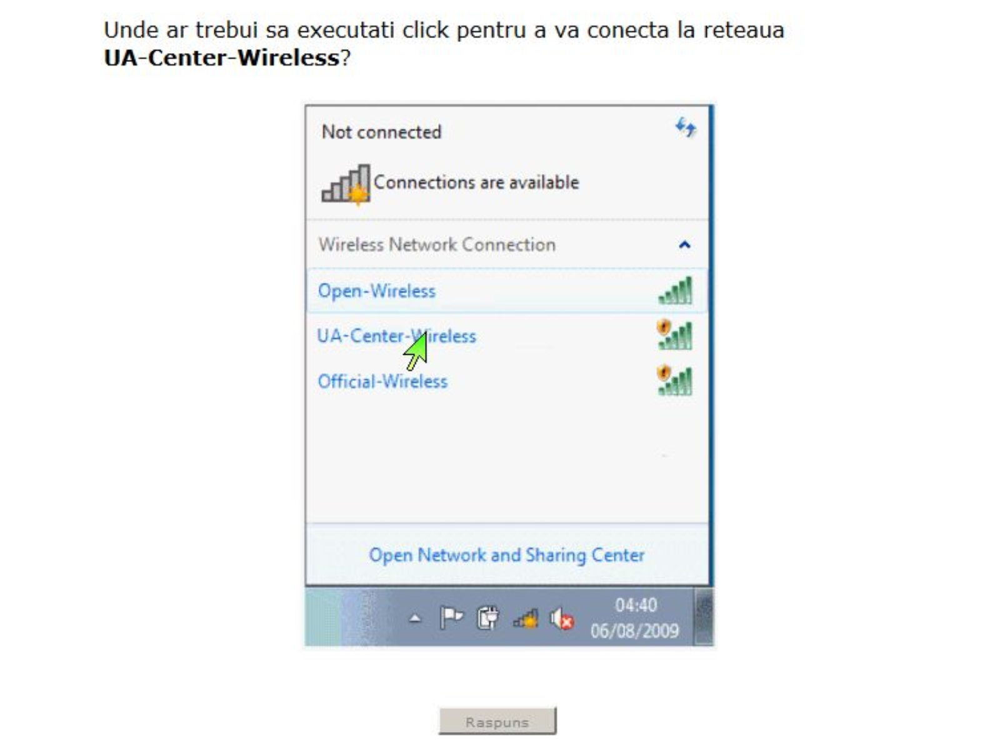 Unde ar trebui sa executati click pentru a va conecta la reteaua
UA-Center-Wireless?
Not connected
Connections are available
Wireless Network Connection
Open-Wireless
UA-Center-Wireless
Official-Wireless
Open Network and Sharing Center
04:40
06/08/2009
Raspuns